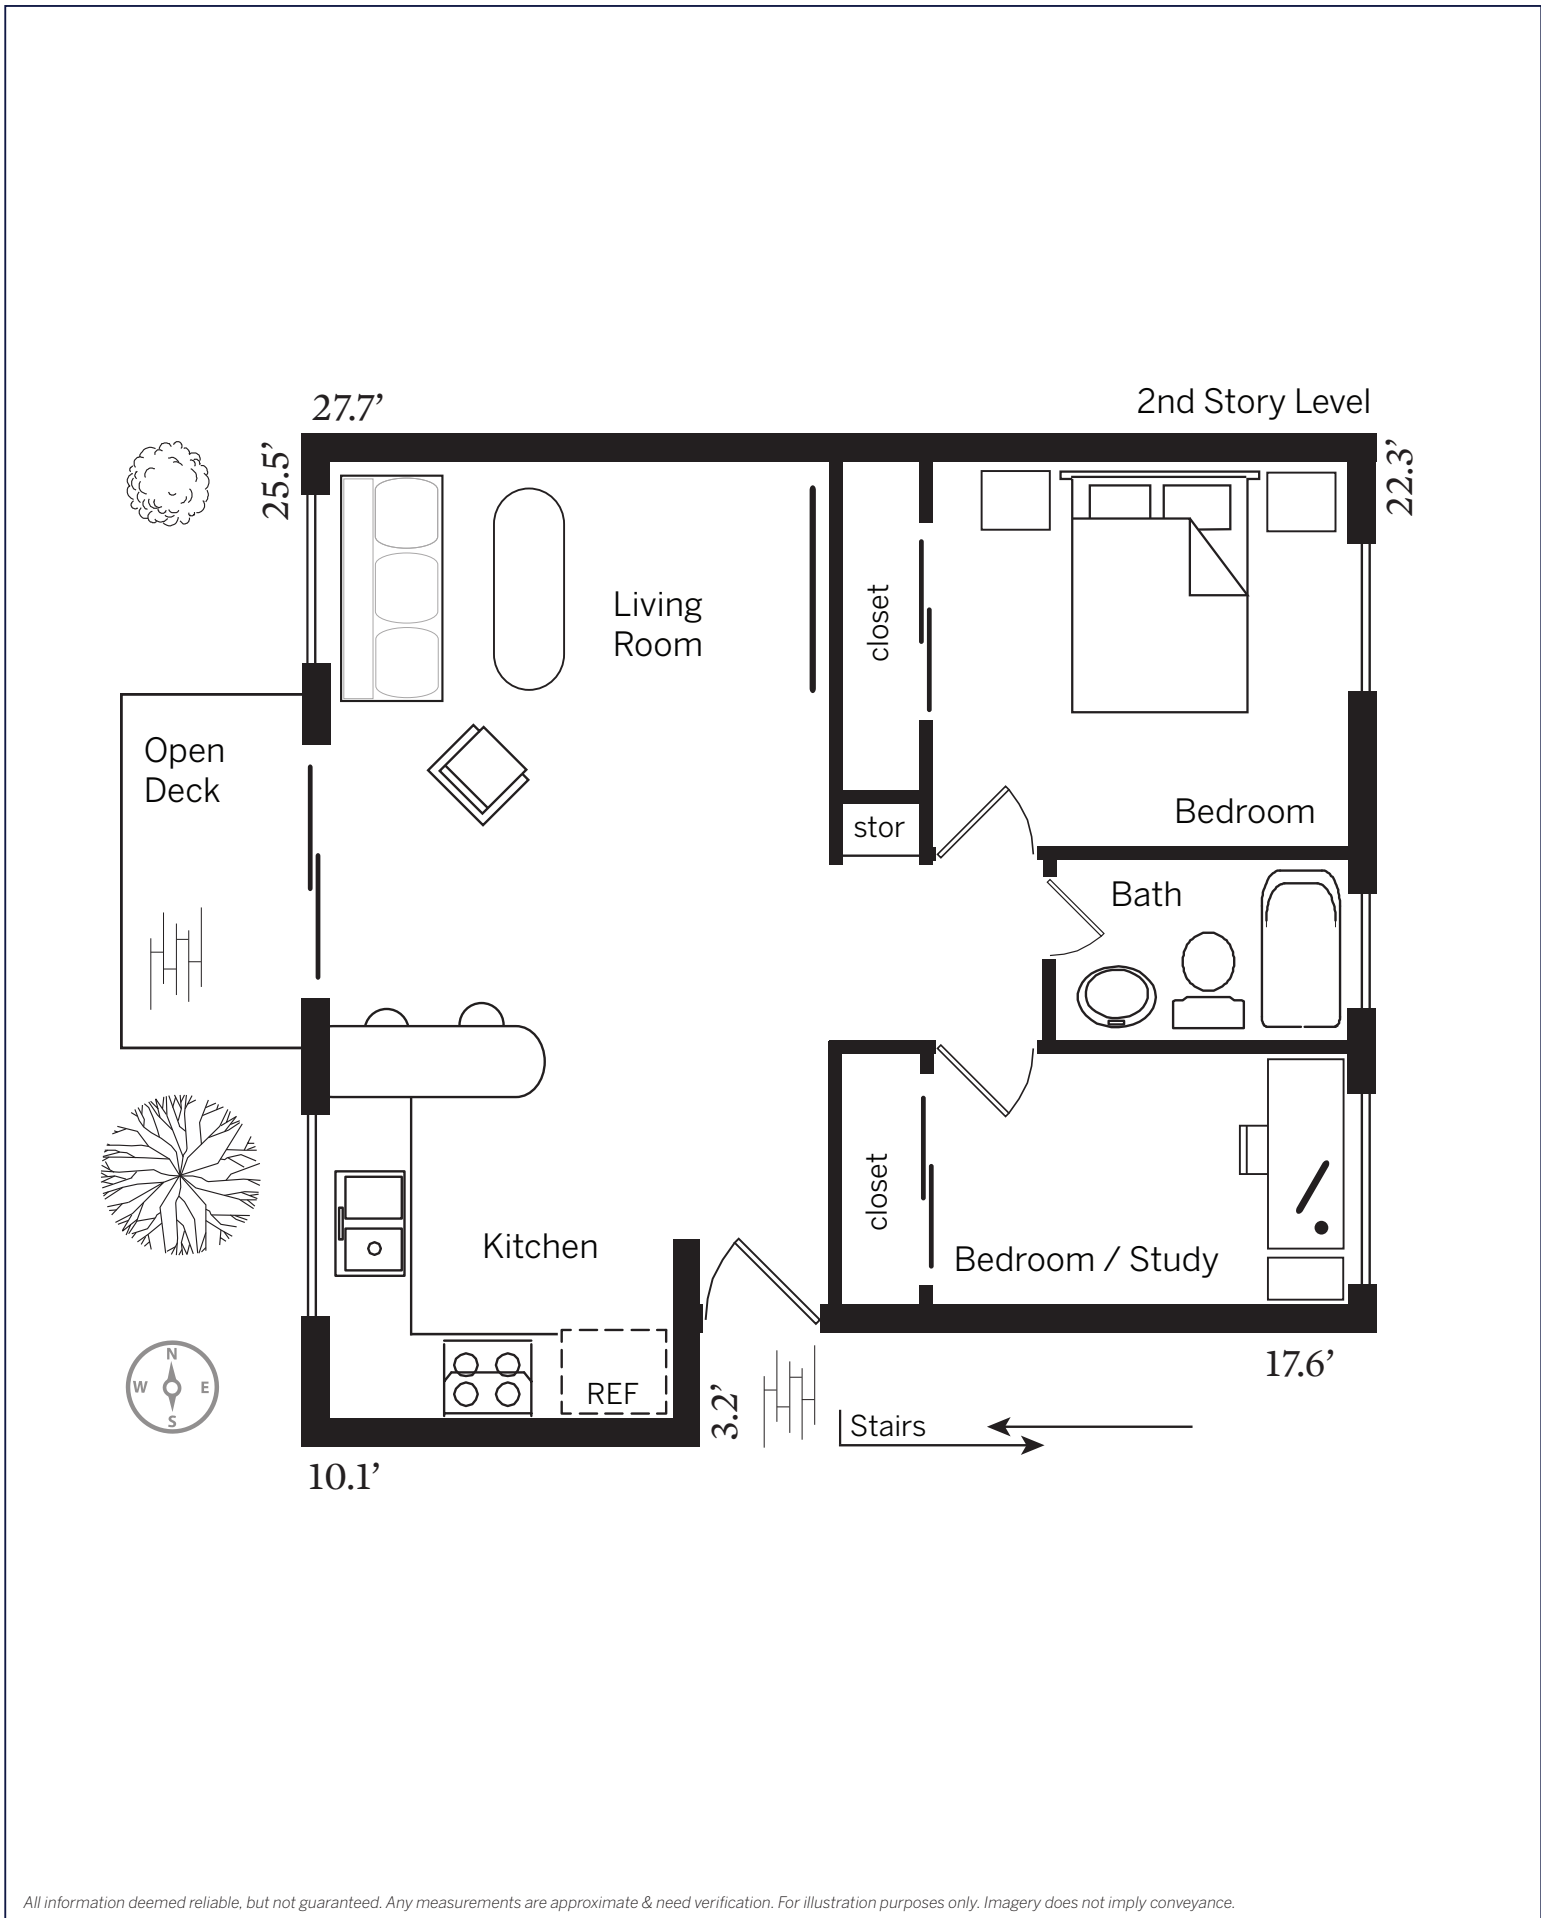 27.7’
2nd Story Level
25.5’
22.3’
Living
Room
closet
Open
Deck
Bedroom
stor
Bath
closet
Kitchen
Bedroom / Study
N
W
E
S
REF
3.2’
17.6’
Stairs
10.1’
All information deemed reliable, but not guaranteed. Any measurements are approximate & need verification. For illustration purposes only. Imagery does not imply conveyance.